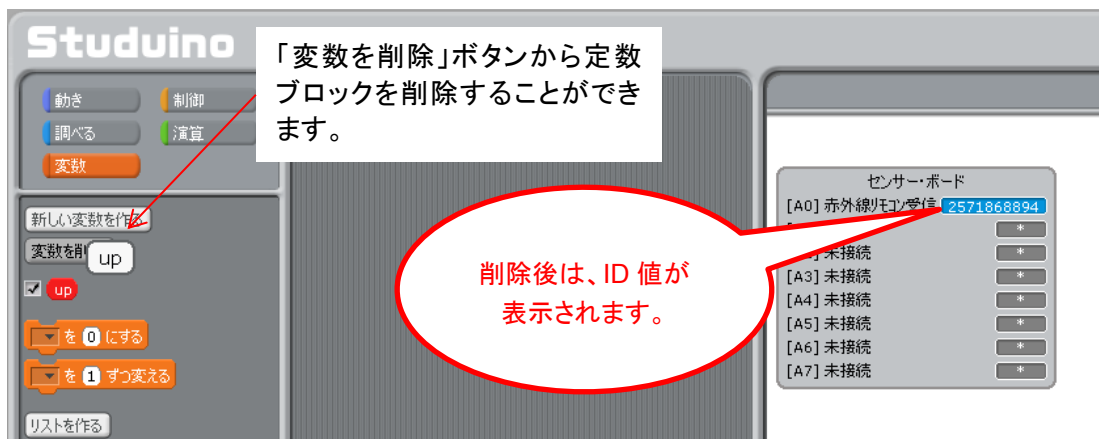 Studuino
「変数を削除」ボタンから定数
ブロックを削除することができ
ます。
動き
制御
調べる
演算
変数
新しい変数を作る
変数を削
up
up
を 0 にする
を 1 ずつ変える
リストを作る
削除後は、ID 値が
表示されます。
センサー・ボード
[A0] 赤外線リモコン受信 2571868894
*
未接続 *
[A3] 未接続 *
[A4] 未接続 *
[A5] 未接続 *
[A6] 未接続 *
[A7] 未接続 *